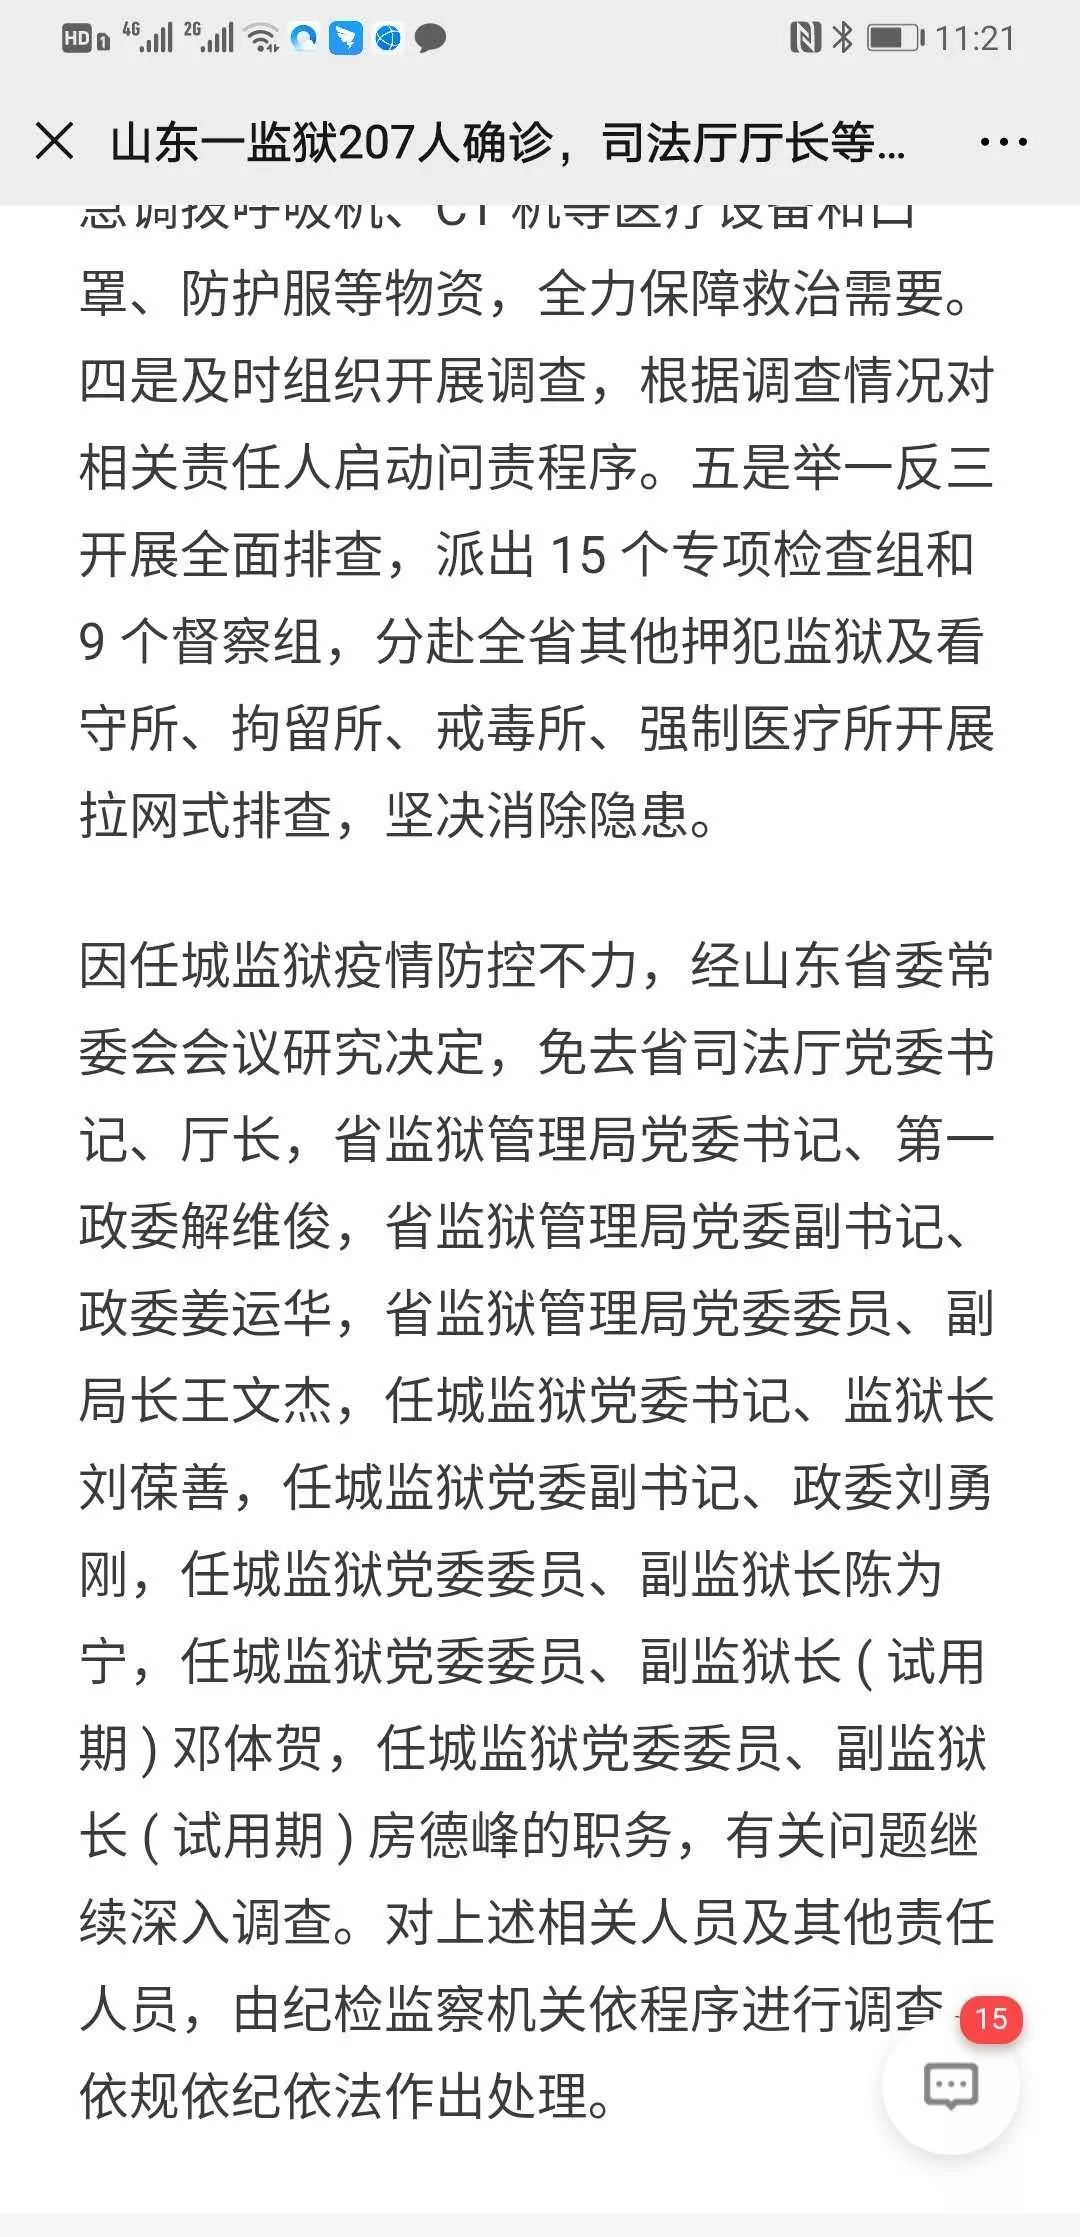 HD 1 4G 2G 11:21
山东一监狱207人确诊，司法厅厅长等...
急调拨呼吸机、CT 机等医疗设备和口
罩、防护服等物资，全力保障救治需要。
四是及时组织开展调查，根据调查情况对
相关责任人启动问责程序。五是举一反三
开展全面排查，派出 15 个专项检查组和
9 个督察组，分赴全省其他押犯监狱及看
守所、拘留所、戒毒所、强制医疗所开展
拉网式排查，坚决消除隐患。
因任城监狱疫情防控不力，经山东省委常
委会会议研究决定，免去省司法厅党委书
记、厅长，省监狱管理局党委书记、第一
政委解维俊，省监狱管理局党委副书记、
政委姜运华，省监狱管理局党委委员、副
局长王文杰，任城监狱党委书记、监狱长
刘葆善，任城监狱党委副书记、政委刘勇
刚，任城监狱党委委员、副监狱长陈为
宁，任城监狱党委委员、副监狱长 ( 试用
期 ) 邓体贺，任城监狱党委委员、副监狱
长 ( 试用期 ) 房德峰的职务，有关问题继
续深入调查。对上述相关人员及其他责任
人员，由纪检监察机关依程序进行调查
15
依规依纪依法作出处理。